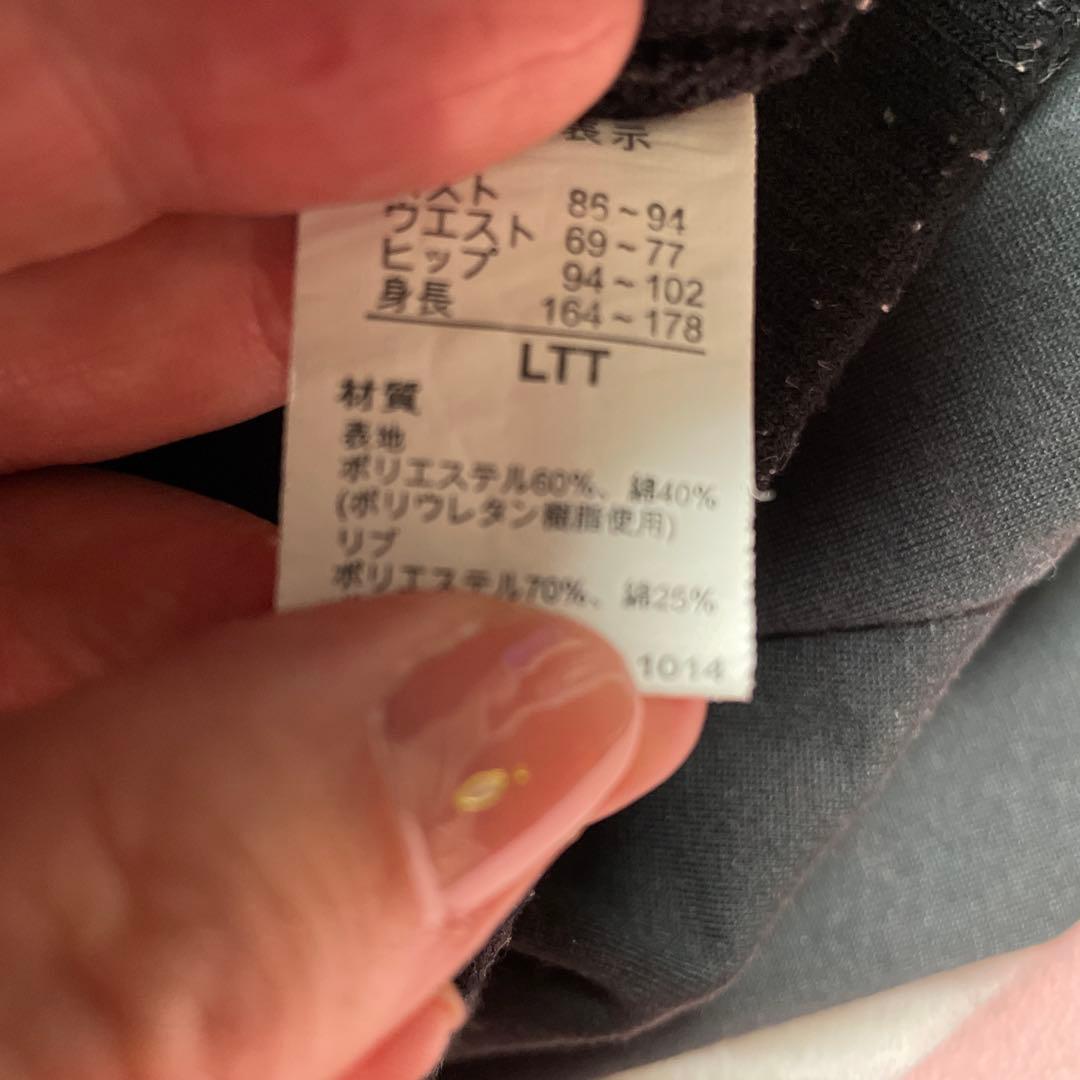 表示
バスト 86~94
ウエスト 69~77
ヒップ 94~102
身長 164~178
LTT
材質
表地
ポリエステル60%、綿40%
(ポリウレタン樹脂使用)
リブ
ポリエステル70%、綿25%
1014